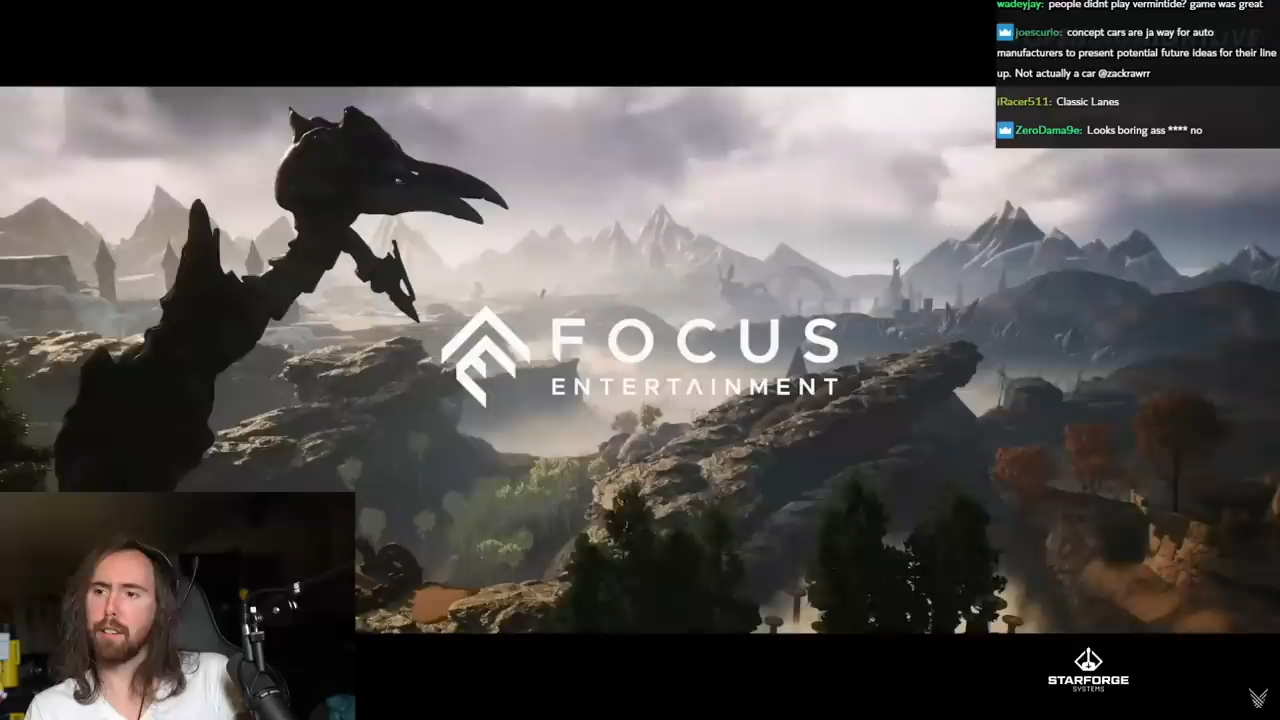 wadeyjay: people didnt play vermintide? game was great
joescurio: concept cars are ja way for auto
manufacturers to present potential future ideas for their line
up. Not actually a car @zackrawrr
iRacer511: Classic Lanes
ZeroDama9e: Looks boring ass **** no
FOCUS
ENTERTAINMENT
STARFORGE
SYSTEMS